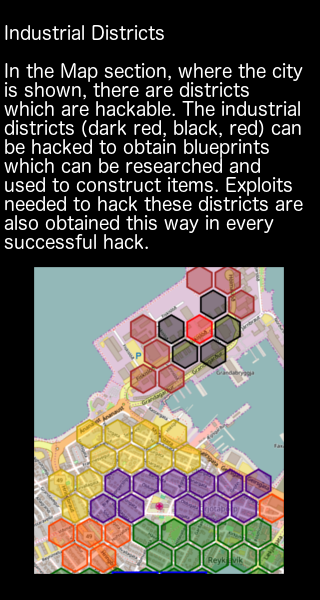 Industrial Districts
In the Map section, where the city
is shown, there are districts
which are hackable. The industrial
districts (dark red, black, red) can
be hacked to obtain blueprints
which can be researched and
used to construct items. Exploits
needed to hack these districts are
also obtained this way in every
successful hack.
P
Grandabryggja
Reykjavík